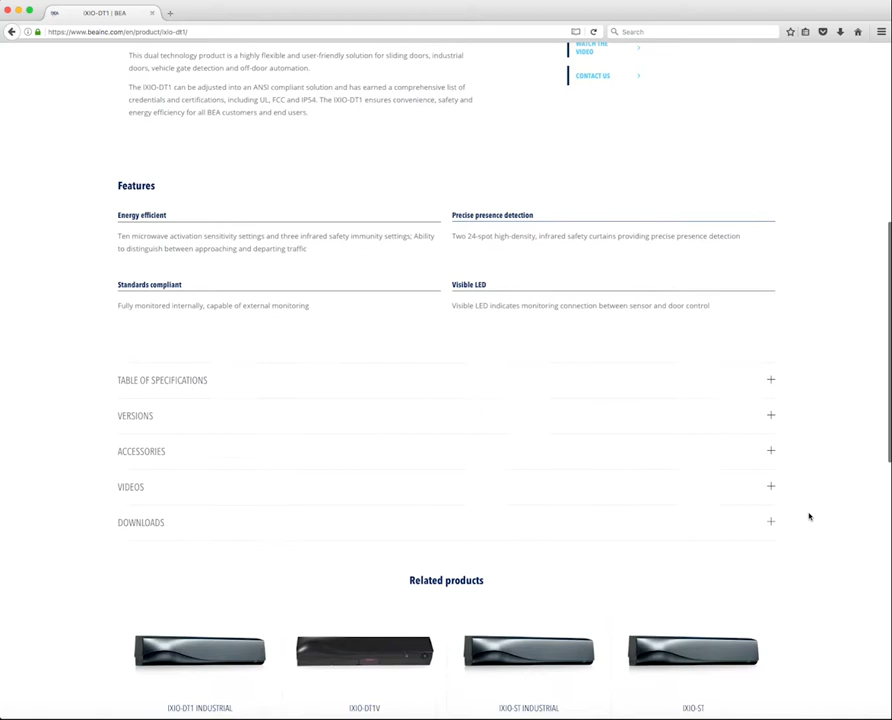 IXIO-DT1 | BEA
https://www.beainc.com/en/product/ixio-dt1/
Search
This dual technology product is a highly flexible and user-friendly solution for sliding doors, industrial
doors, vehicle gate detection and off-door automation.
The IXIO-DT1 can be adjusted into an ANSI compliant solution and has earned a comprehensive list of
credentials and certifications, including UL, FCC and IP54. The IXIO-DT1 ensures convenience, safety and
energy efficiency for all BEA customers and end users.
WATCH THE
VIDEO
CONTACT US
Features
Energy efficient
Ten microwave activation sensitivity settings and three infrared safety immunity settings; Ability
to distinguish between approaching and departing traffic
Precise presence detection
Two 24-spot high-density, infrared safety curtains providing precise presence detection
Standards compliant
Fully monitored internally, capable of external monitoring
Visible LED
Visible LED indicates monitoring connection between sensor and door control
TABLE OF SPECIFICATIONS
VERSIONS
ACCESSORIES
VIDEOS
DOWNLOADS
Related products
IXIO-DT1 INDUSTRIAL
IXIO-DT1V
IXIO-ST INDUSTRIAL
IXIO-ST